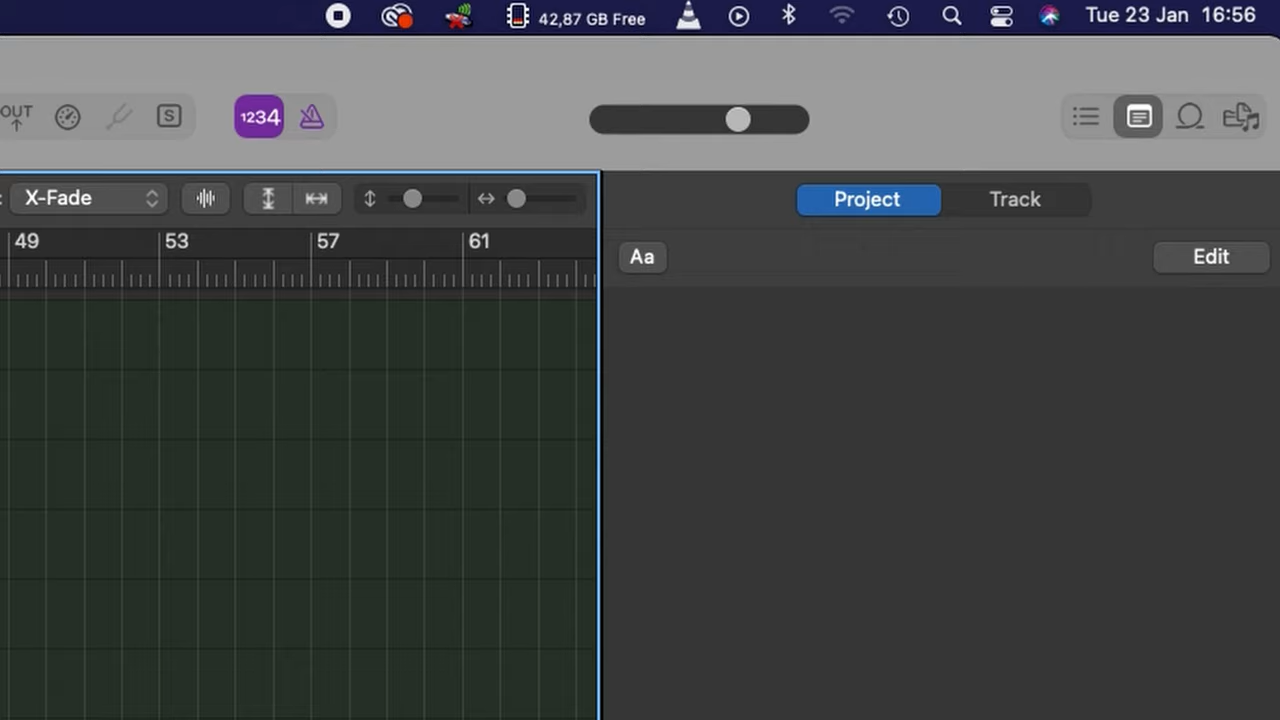 42,87 GB Free Tue 23 Jan 16:56
OUT S 1234
: X-Fade Project Track
49 53 57 61 Aa Edit